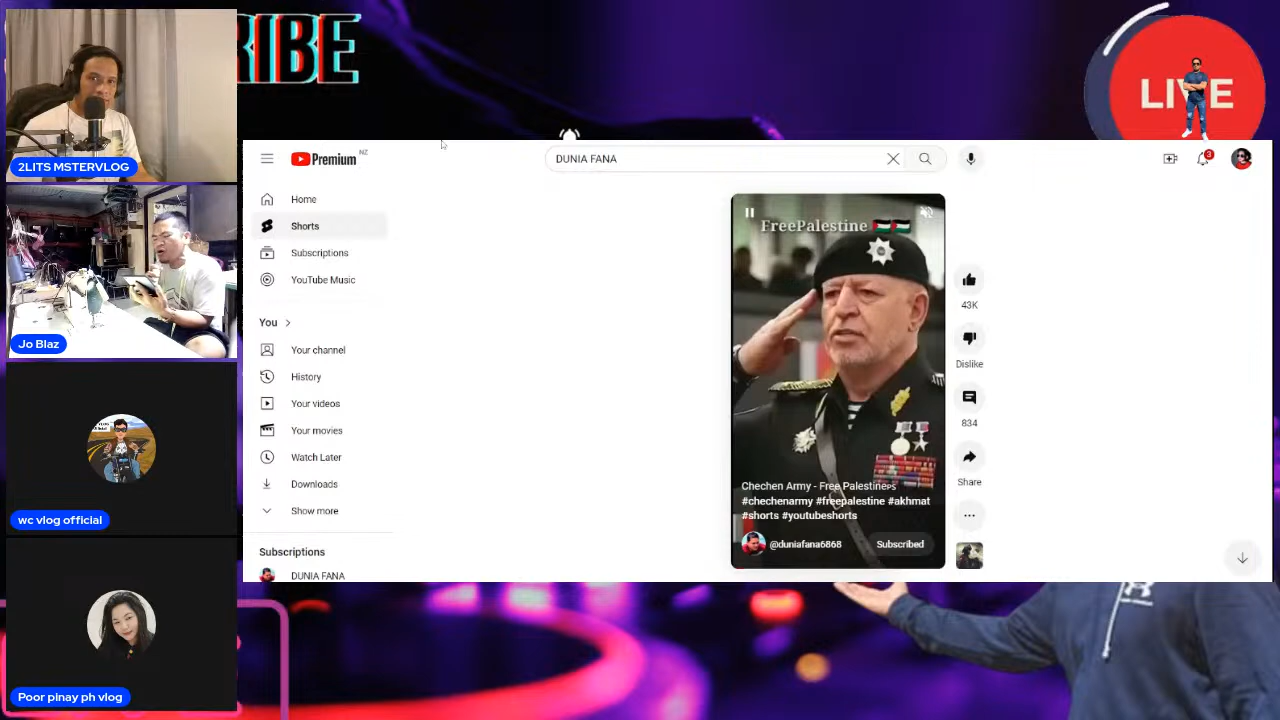 RIBE
LIVE
2LITS MSTERVLOG
Jo Blaz
wc vlog official
Poor pinay ph vlog
Premium NZ
DUNIA FANA
3
Home
Shorts
Subscriptions
YouTube Music
You
Your channel
History
Your videos
Your movies
Watch Later
Downloads
Show more
Subscriptions
DUNIA FANA
FreePalestine 🇵🇸🇵🇸
Chechen Army - Free Palestine🇵🇸
#chechenarmy #freepalestine #akhmat
#shorts #youtubeshorts
@duniafana6868
Subscribed
43K
Dislike
834
Share